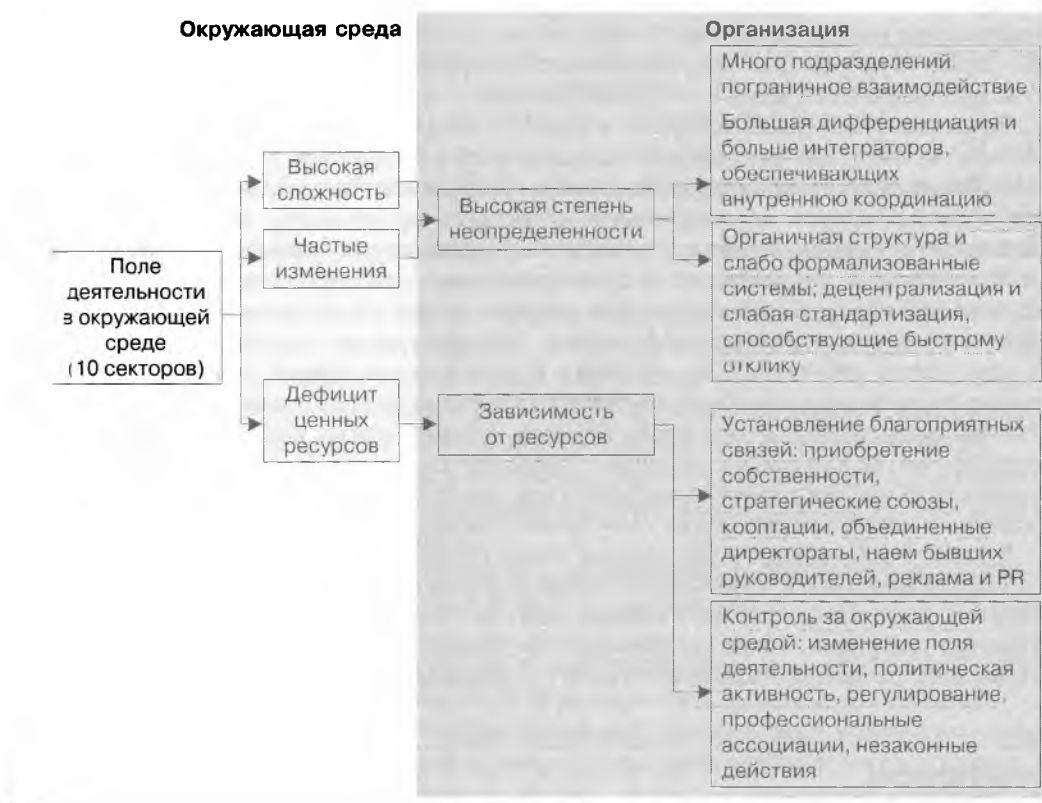 Окружающая среда
Организация
Много подразделений
пограничное взаимодействие
Большая дифференциация и
больше интеграторов,
обеспечивающих
внутреннюю координацию
Высокая
сложность
Высокая степень
неопределенности
Частые
изменения
Органичная структура и
слабо формализованные
системы; децентрализация и
слабая стандартизация,
способствующие быстрому
отклику
Поле
деятельности
в окружающей
среде
(10 секторов)
Дефицит
ценных
ресурсов
Зависимость
от ресурсов
Установление благоприятных
связей: приобретение
собственности,
стратегические союзы,
кооптации, объединенные
директораты, наем бывших
руководителей, реклама и PR
Контроль за окружающей
средой: изменение поля
деятельности, политическая
активность, регулирование,
профессиональные
ассоциации, незаконные
действия